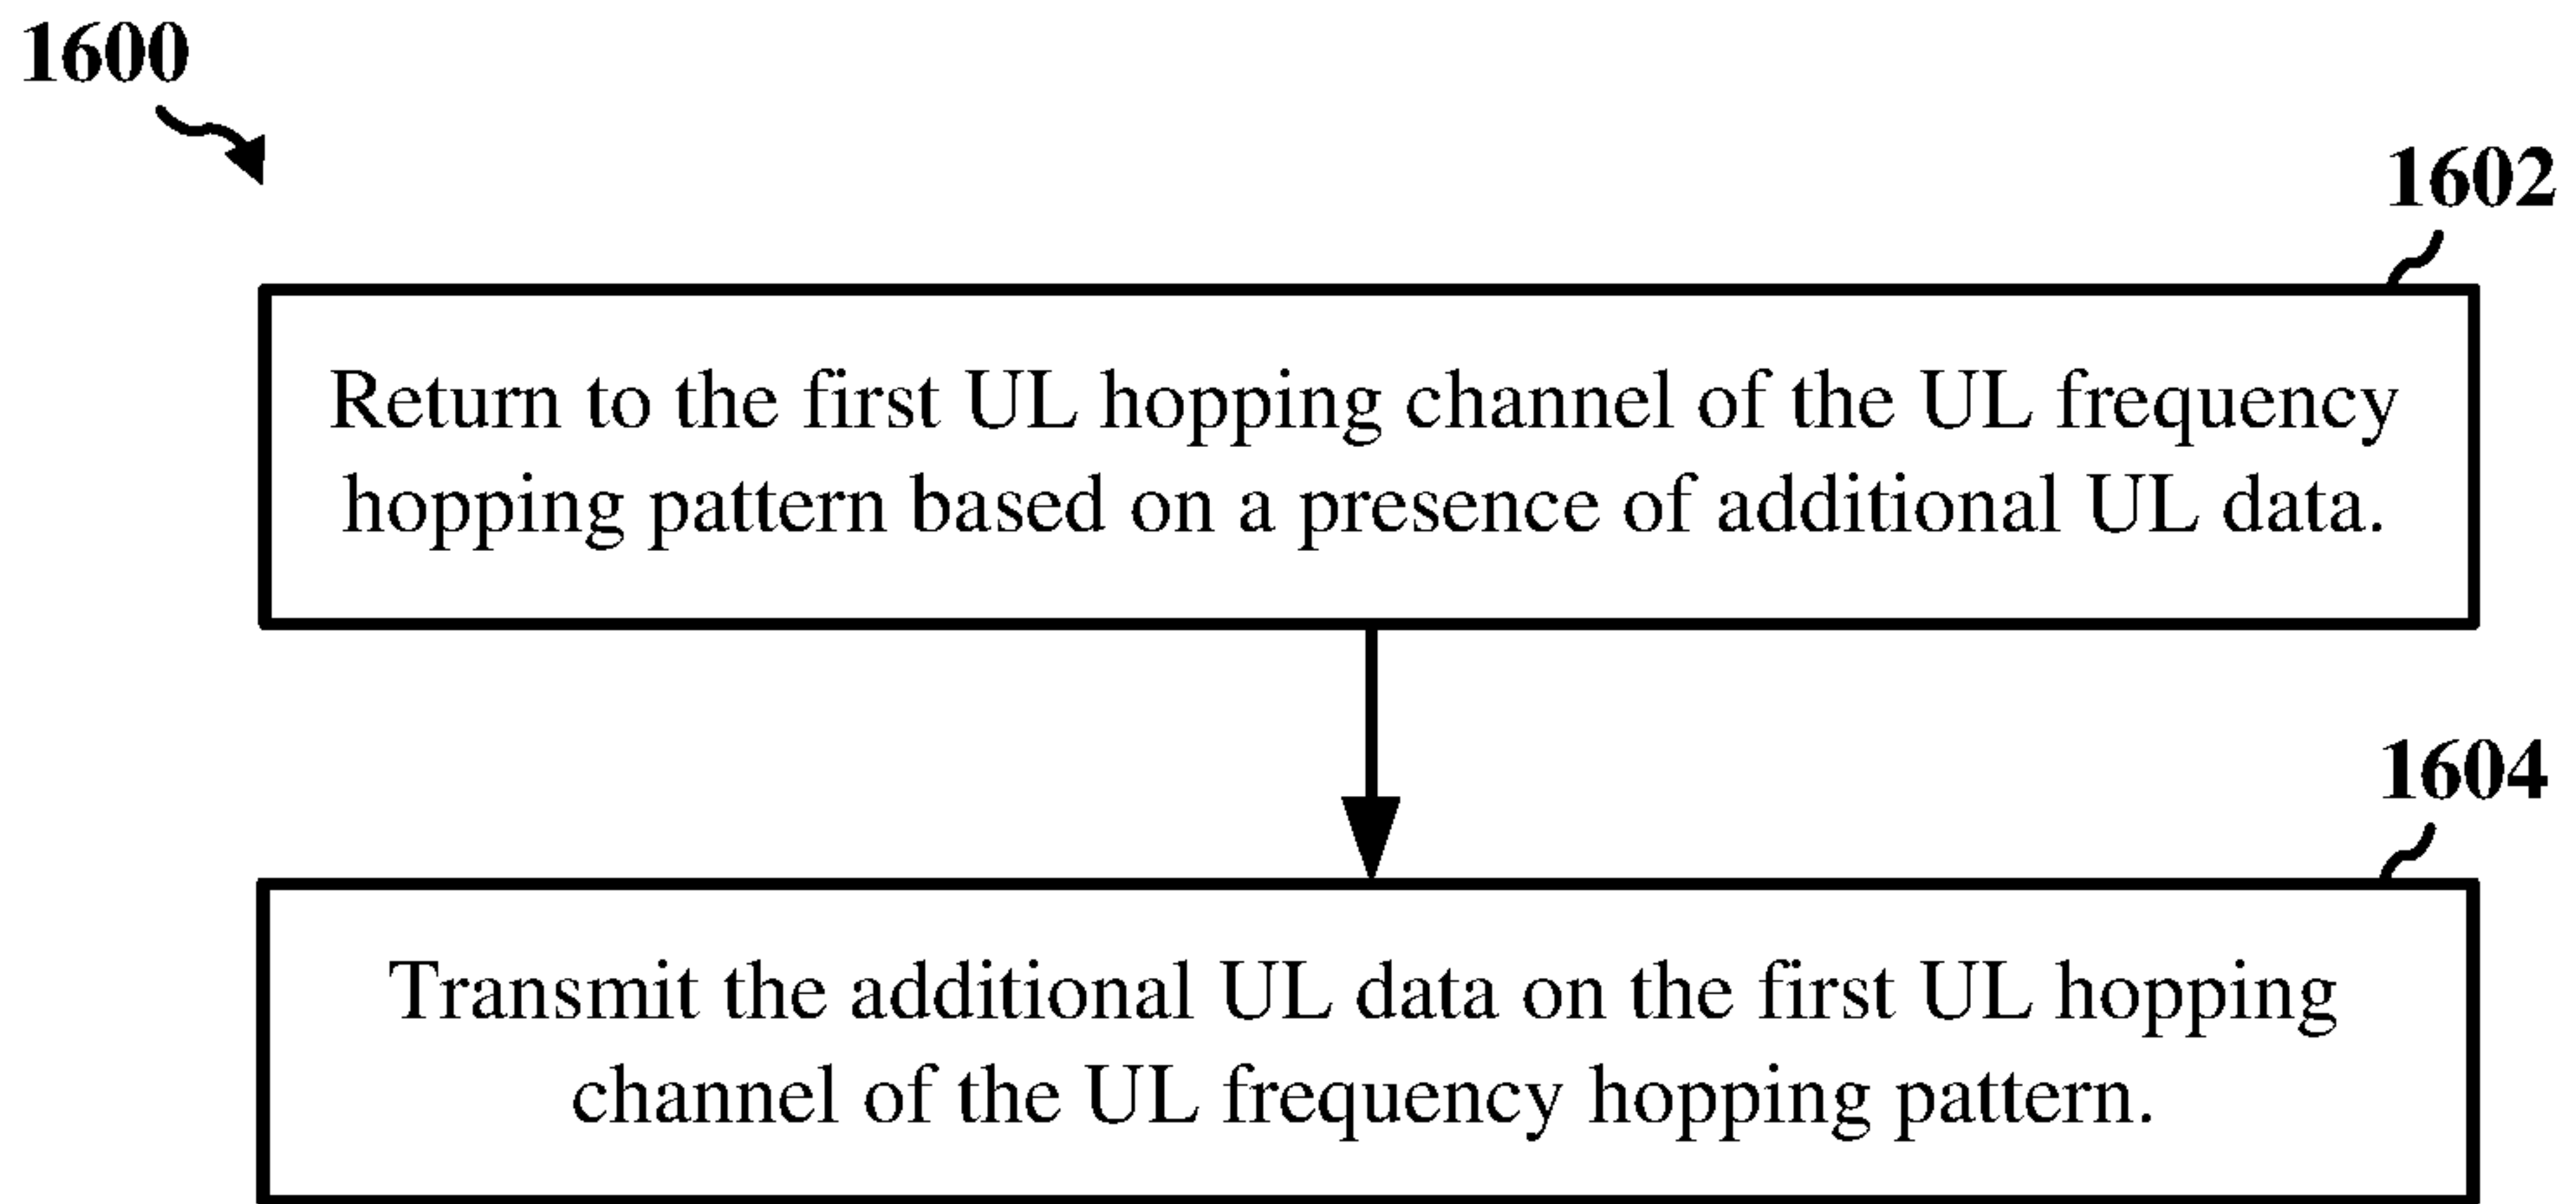 1600
1602
Return to the first UL hopping channel of the UL frequency
hopping pattern based on a presence of additional UL data.
1604
Transmit the additional UL data on the first UL hopping
channel of the UL frequency hopping pattern.